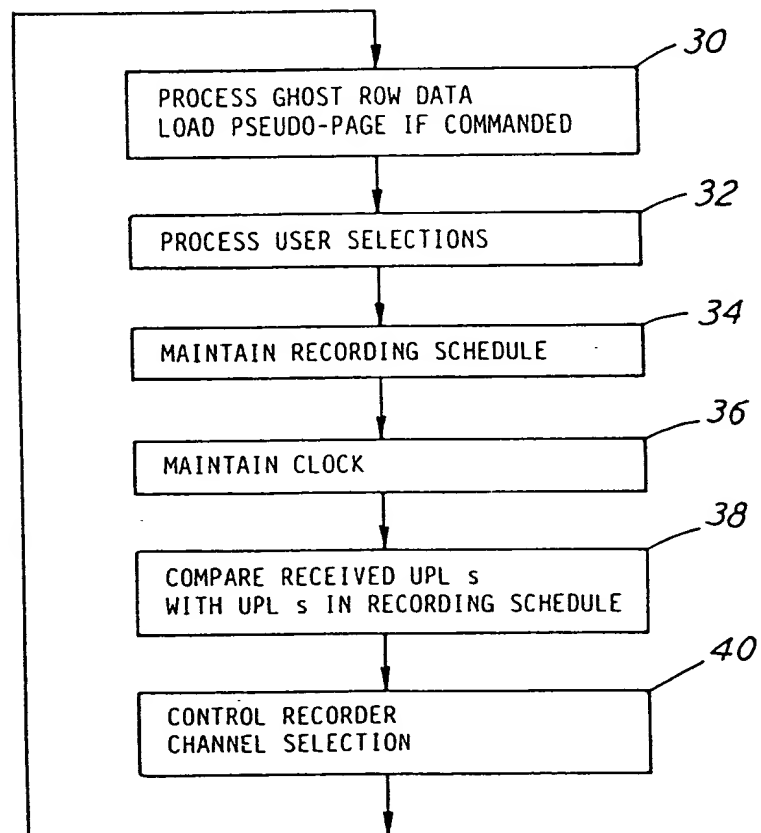 30
PROCESS GHOST ROW DATA
LOAD PSEUDO-PAGE IF COMMANDED
32
PROCESS USER SELECTIONS
34
MAINTAIN RECORDING SCHEDULE
36
MAINTAIN CLOCK
38
COMPARE RECEIVED UPL s
WITH UPL s IN RECORDING SCHEDULE
40
CONTROL RECORDER
CHANNEL SELECTION